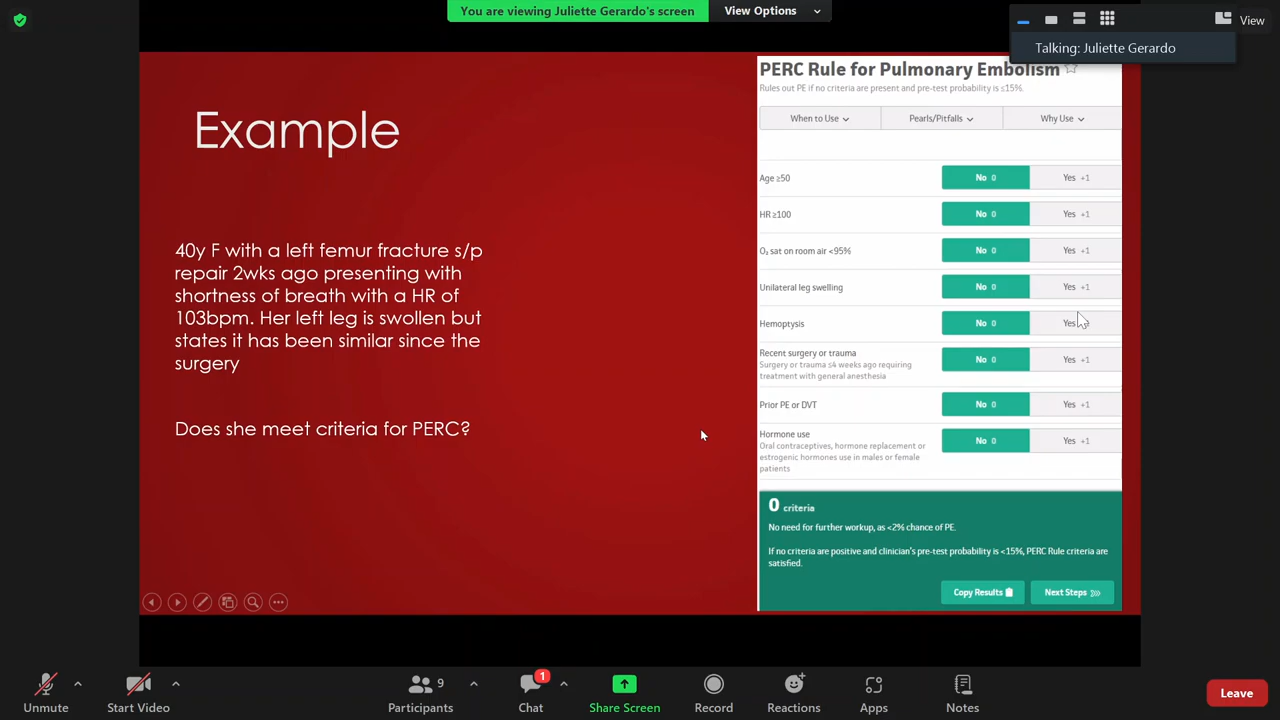 You are viewing Juliette Gerardo's screen
View Options
View
Talking: Juliette Gerardo
Example
40y F with a left femur fracture s/p
repair 2wks ago presenting with
shortness of breath with a HR of
103bpm. Her left leg is swollen but
states it has been similar since the
surgery
Does she meet criteria for PERC?
PERC Rule for Pulmonary Embolism
Rules out PE if no criteria are present and pre-test probability is ≤15%.
When to Use
Pearls/Pitfalls
Why Use
Age ≥50
No 0
Yes +1
HR ≥100
No 0
Yes +1
O₂ sat on room air <95%
No 0
Yes +1
Unilateral leg swelling
No 0
Yes +1
Hemoptysis
No 0
Yes
Recent surgery or trauma
Surgery or trauma ≤4 weeks ago requiring
treatment with general anesthesia
No 0
Yes +1
Prior PE or DVT
No 0
Yes +1
Hormone use
Oral contraceptives, hormone replacement or
estrogenic hormones use in males or female
patients
No 0
Yes +1
0 criteria
No need for further workup, as <2% chance of PE.
If no criteria are positive and clinician's pre-test probability is <15%, PERC Rule criteria are
satisfied.
Copy Results
Next Steps
Unmute
Start Video
Participants
9
Chat
1
Share Screen
Record
Reactions
Apps
Notes
Leave